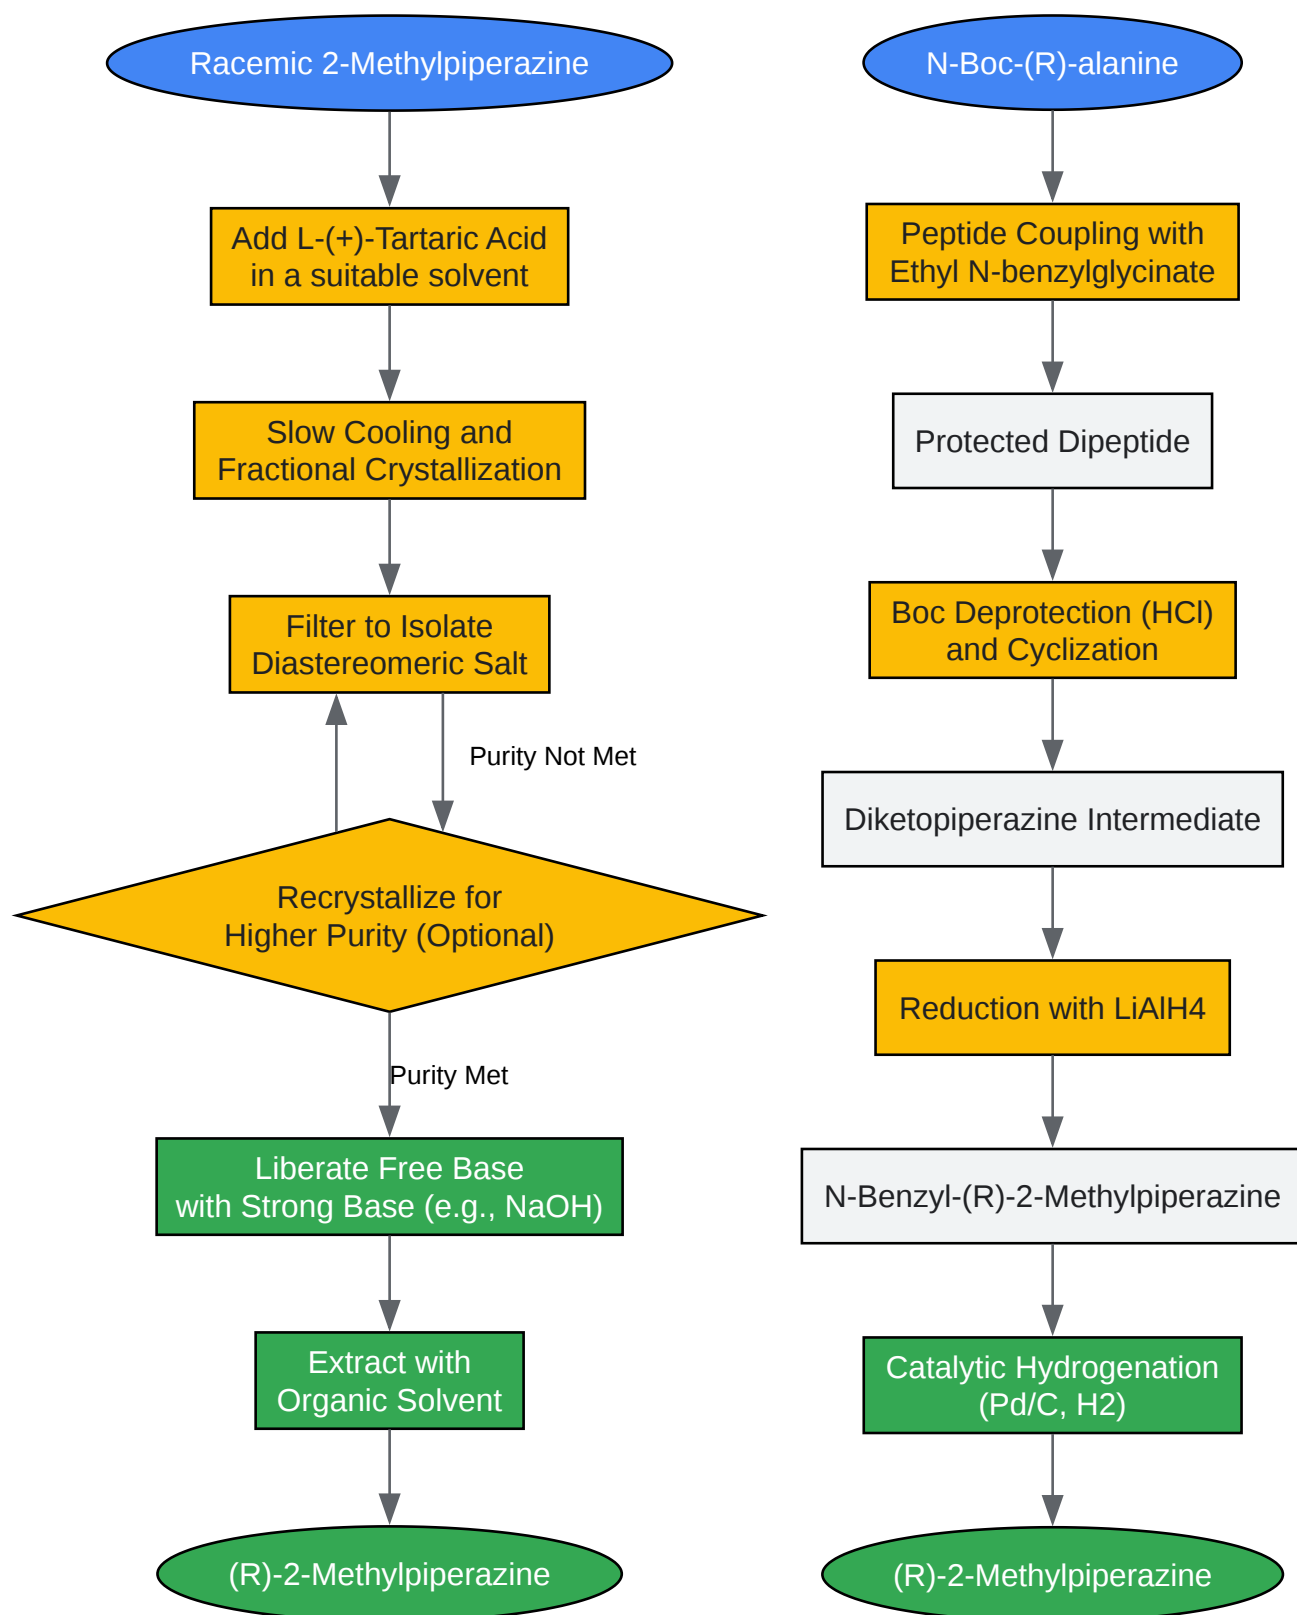 Racemic 2-Methylpiperazine
Add L-(+)-Tartaric Acid
in a suitable solvent
Slow Cooling and
Fractional Crystallization
Filter to Isolate
Diastereomeric Salt
Purity Not Met
Recrystallize for
Higher Purity (Optional)
Purity Met
Liberate Free Base
with Strong Base (e.g., NaOH)
Extract with
Organic Solvent
(R)-2-Methylpiperazine
N-Boc-(R)-alanine
Peptide Coupling with
Ethyl N-benzylglycinate
Protected Dipeptide
Boc Deprotection (HCl)
and Cyclization
Diketopiperazine Intermediate
Reduction with LiAlH4
N-Benzyl-(R)-2-Methylpiperazine
Catalytic Hydrogenation
(Pd/C, H2)
(R)-2-Methylpiperazine